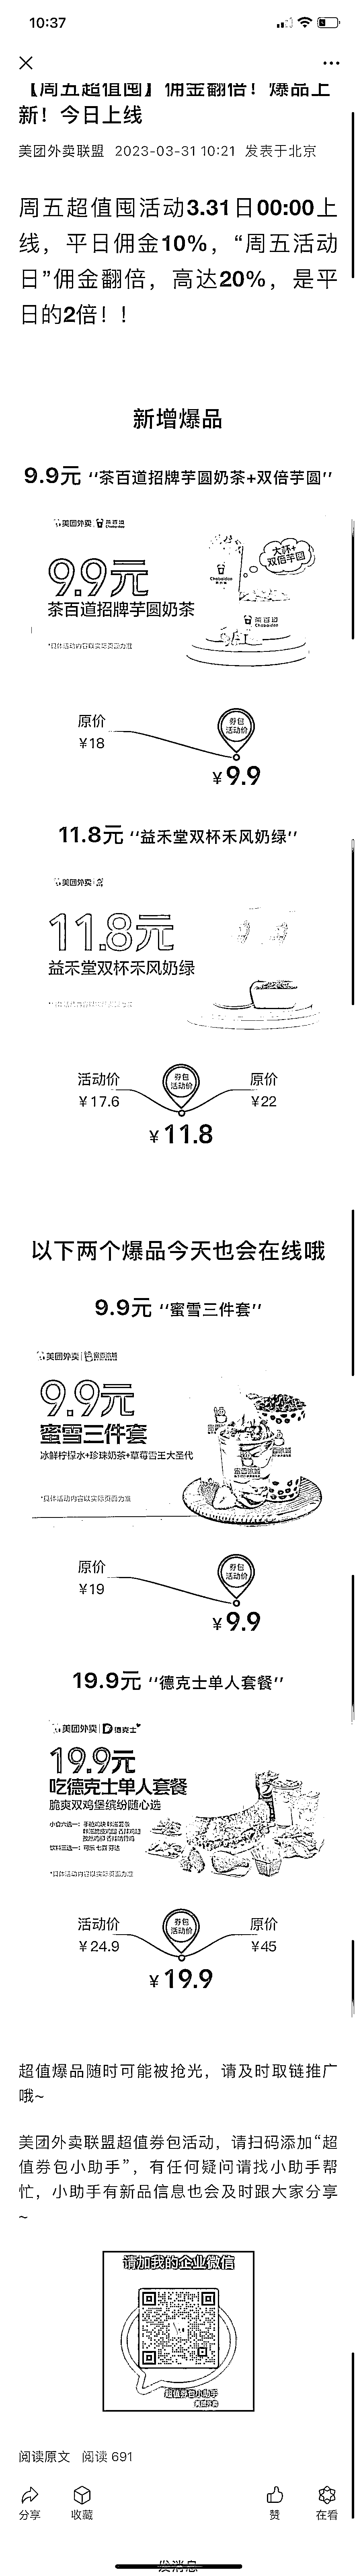 10:37
【周五超值囤】佣金翻倍！爆品上
新！今日上线
美团外卖联盟 2023-03-31 10:21 发表于北京
周五超值囤活动3.31日00:00上
线，平日佣金10%，“周五活动
日”佣金翻倍，高达20%，是平
日的2倍！！
新增爆品
9.9元 “茶百道招牌芋圆奶茶+双倍芋圆”
美团外卖 茶百道
9.9元
茶百道招牌芋圆奶茶
大杯+
双倍芋圆
茶百道
Chabaidao
*具体活动内容以实际页面为准
原价
¥18
券包
活动价
¥9.9
11.8元 “益禾堂双杯禾风奶绿”
美团外卖
11.8元
益禾堂双杯禾风奶绿
活动价
¥17.6
券包
活动价
原价
¥22
¥11.8
以下两个爆品今天也会在线哦
9.9元 “蜜雪三件套”
美团外卖 蜜雪冰城
9.9元
蜜雪三件套
冰鲜柠檬水+珍珠奶茶+草莓雪王大圣代
*具体活动内容以实际页面为准
原价
¥19
券包
活动价
¥9.9
19.9元 “德克士单人套餐”
美团外卖 德克士
19.9元
吃德克士单人套餐
脆爽双鸡堡缤纷随心选
*具体活动内容以实际页面为准
活动价
¥24.9
券包
活动价
原价
¥45
¥19.9
超值爆品随时可能被抢光，请及时取链推广
哦~
美团外卖联盟超值券包活动，请扫码添加“超
值券包小助手”，有任何疑问请找小助手帮
忙，小助手有新品信息也会及时跟大家分享
~
请加我的企业微信
超值券包小助手
阅读原文 阅读 691
分享 收藏 赞 在看
发消息